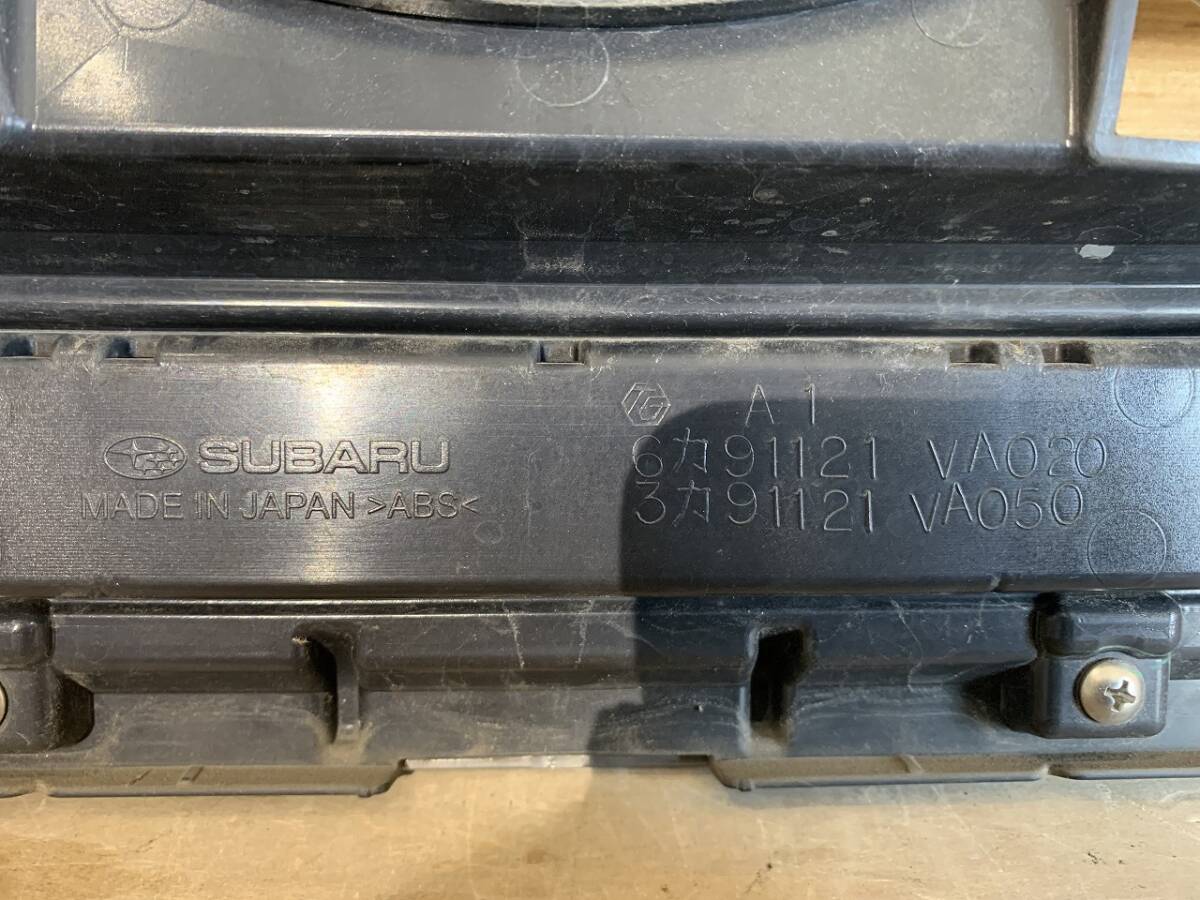 SUBARU
MADE IN JAPAN >ABS<
TG A 1
6カ91121 VA020
3カ91121 VA050